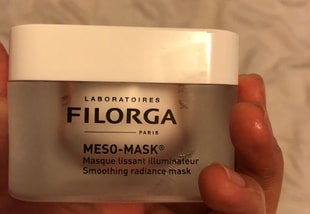 LABORATOIRES
FILORGA
PARIS
MESO-MASK®
Masque lissant illuminateur
Smoothing radiance mask